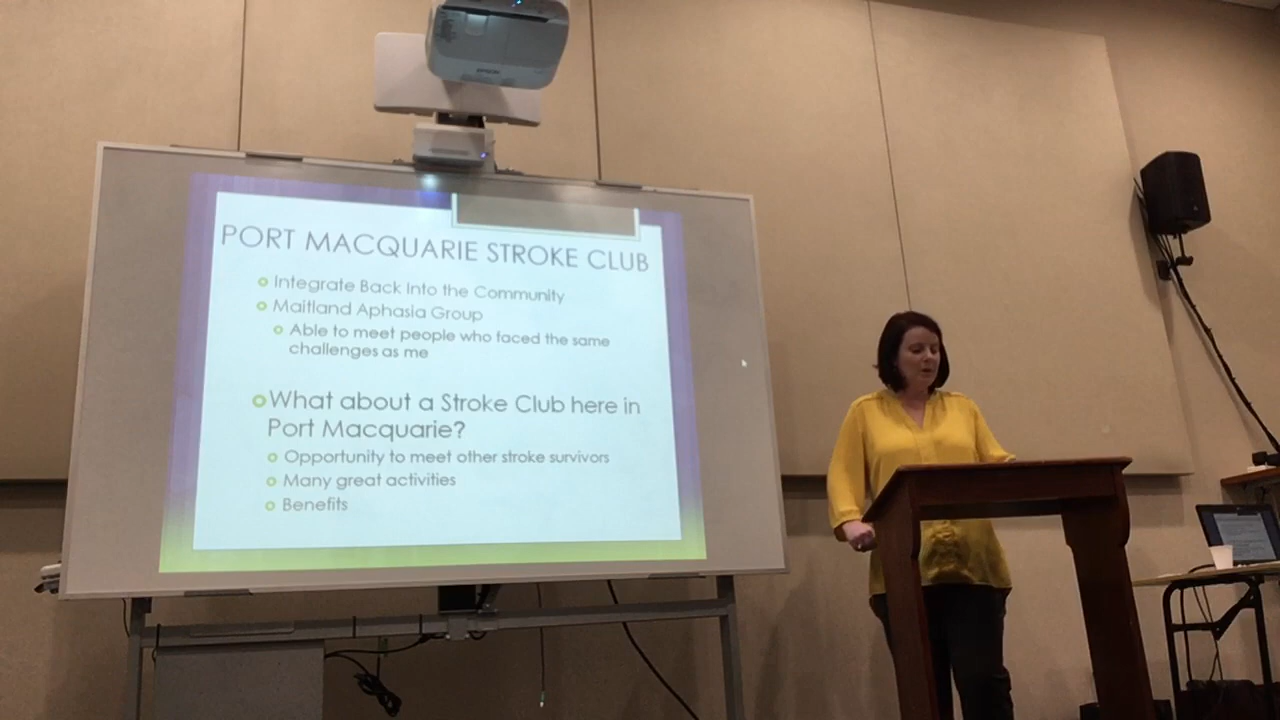 EPSON
PORT MACQUARIE STROKE CLUB
Integrate Back Into the Community
Maitland Aphasia Group
Able to meet people who faced the same
challenges as me
What about a Stroke Club here in
Port Macquarie?
Opportunity to meet other stroke survivors
Many great activities
Benefits